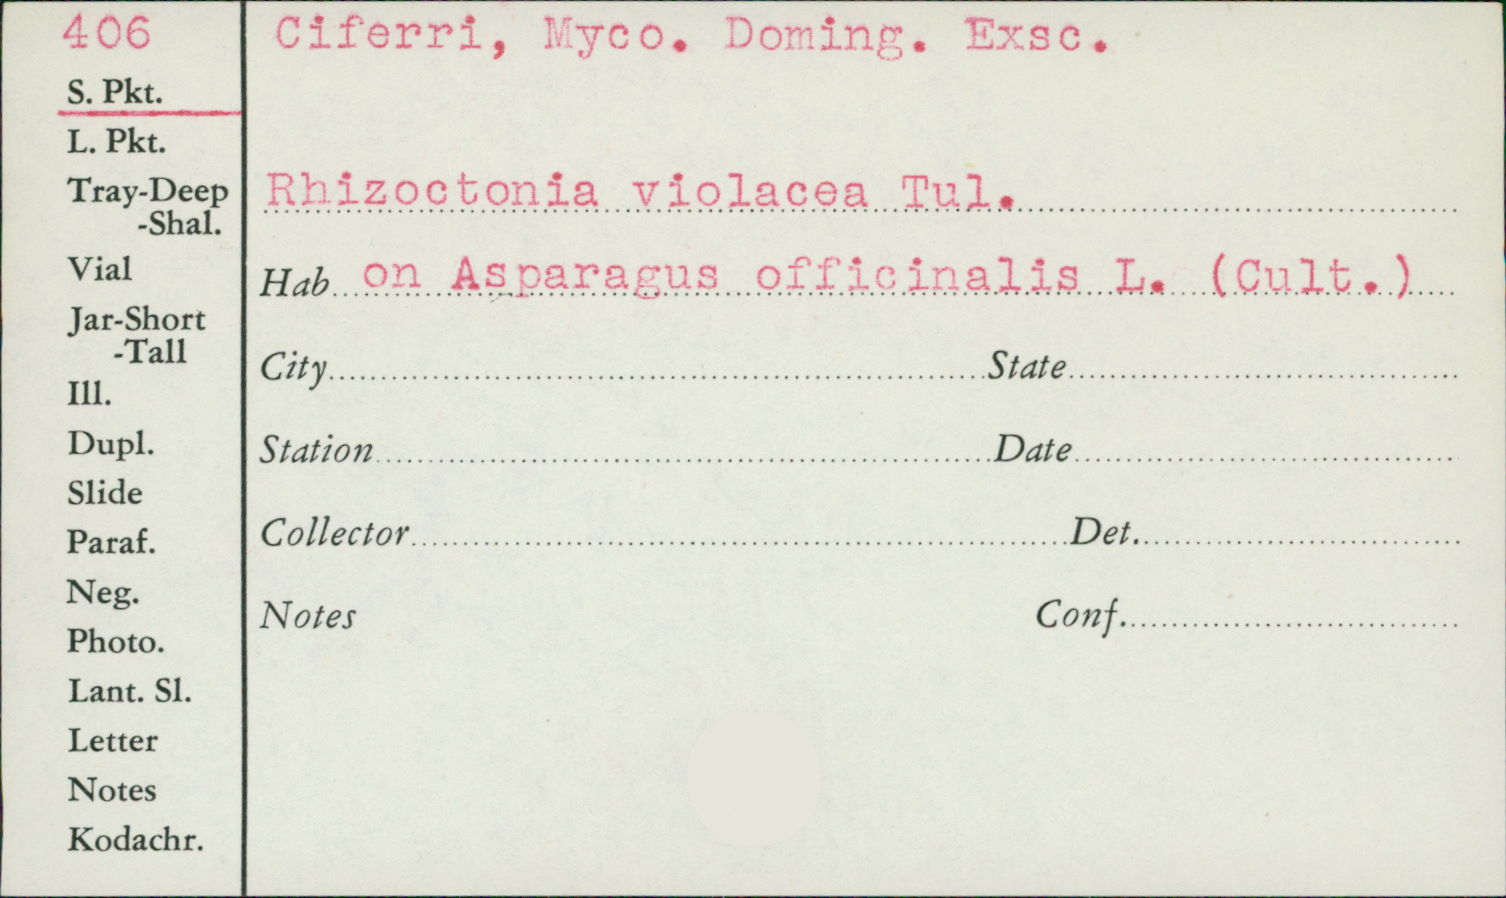 406
Ciferri, Myco. Doming. Exsc.
S. Pkt.
L. Pkt.
Tray-Deep
-Shal.
Vial
Jar-Short
-Tall
Ill.
Dupl.
Slide
Paraf.
Neg.
Photo.
Lant. Sl.
Letter
Notes
Kodachr.
Rhizoctonia violacea Tul.
Hab. on Asparagus officinalis L. (Cult.)
City State
Station Date
Collector Det.
Notes Conf.